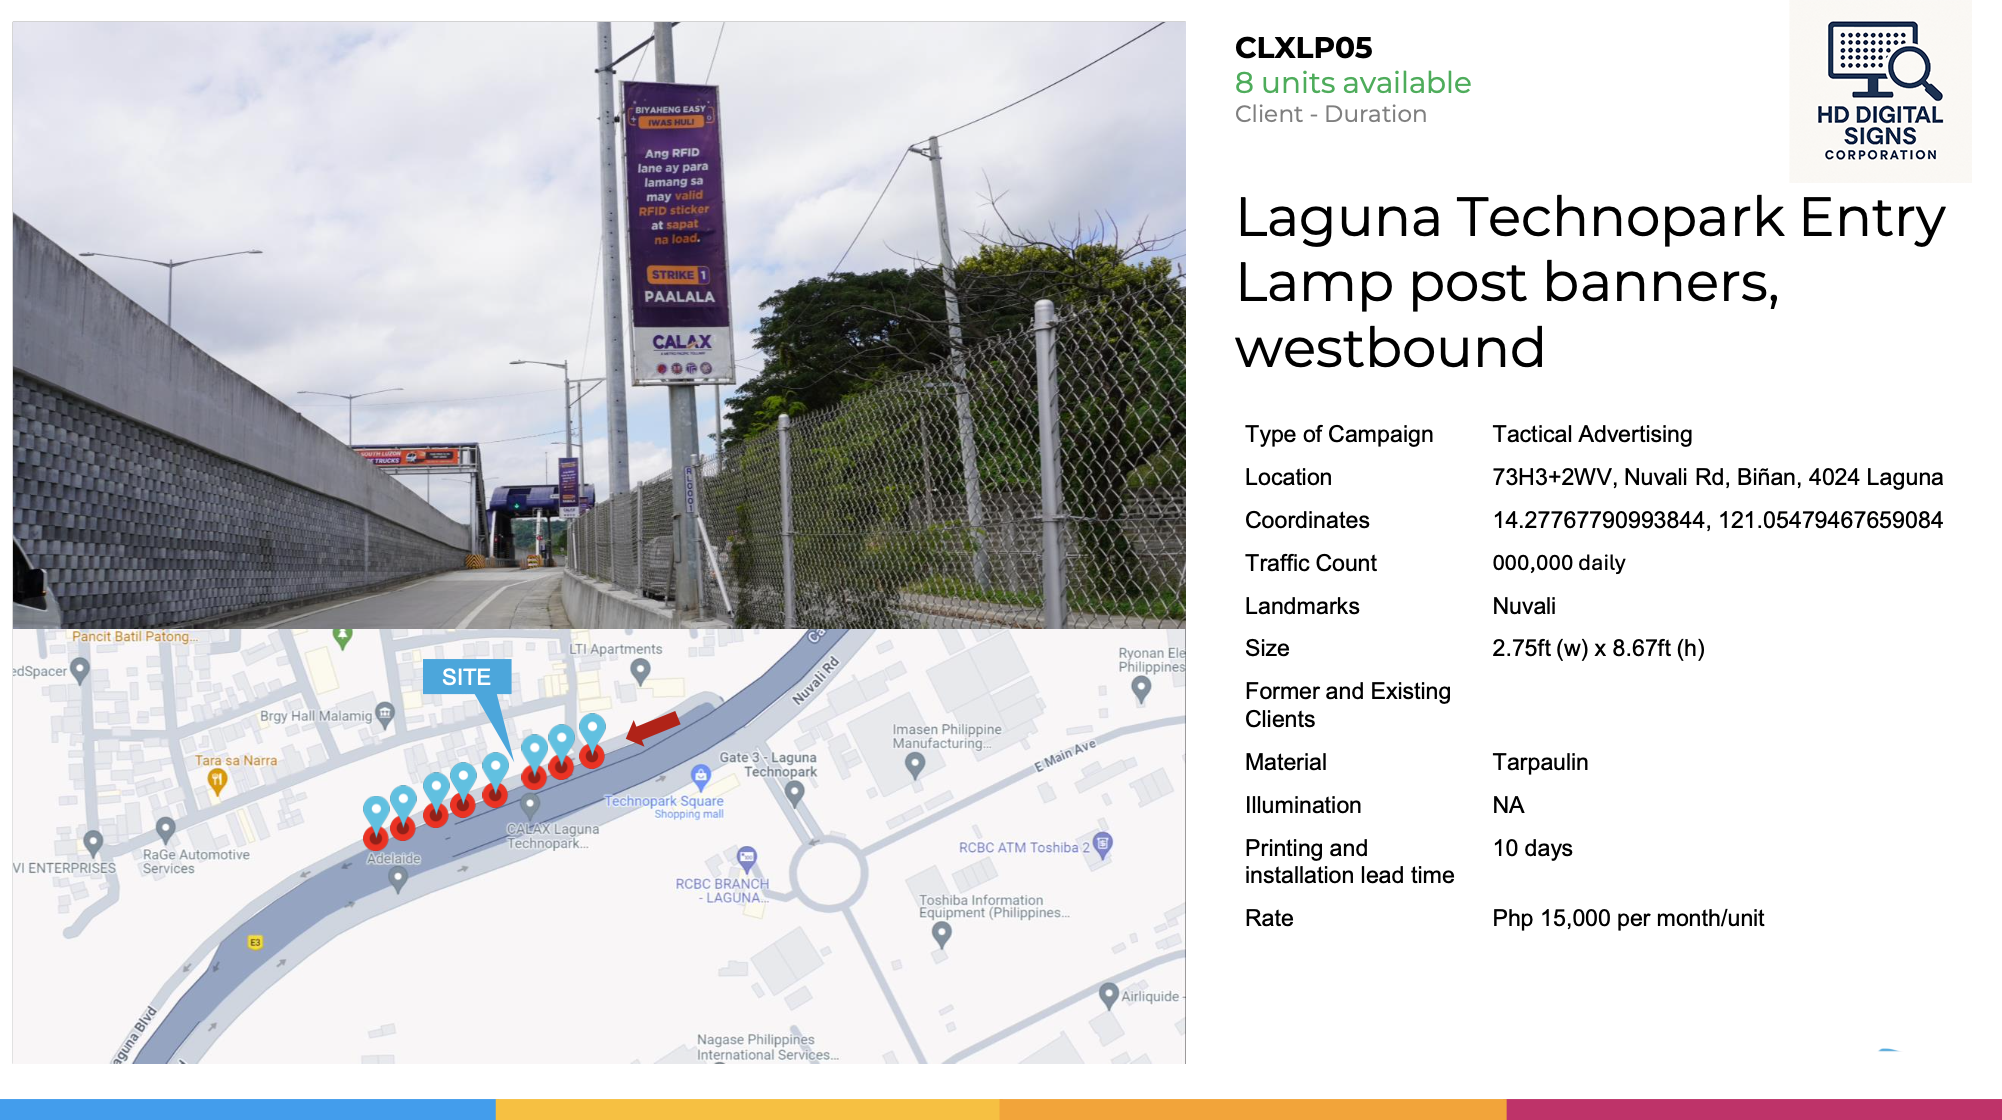 CLXLP05
8 units available
Client - Duration
HD DIGITAL
SIGNS
CORPORATION
Laguna Technopark Entry
Lamp post banners,
westbound
Type of Campaign Tactical Advertising
Location 73H3+2WV, Nuvali Rd, Biñan, 4024 Laguna
Coordinates 14.27767790993844, 121.05479467659084
Traffic Count 000,000 daily
Landmarks Nuvali
Size 2.75ft (w) x 8.67ft (h)
Former and Existing
Clients
Material Tarpaulin
Illumination NA
Printing and
installation lead time 10 days
Rate Php 15,000 per month/unit
BIYAHENG EASY
IWAS HULI
Ang RFID
lane ay para
lamang sa
may valid
RFID sticker
at sapat
na load.
STRIKE 1
PAALALA
CALAX
SOUTH LUZON
TRUCKS
Pancit Batil Patong...
edSpacer
SITE
LTI Apartments
Ca
Nuvali Rd
Ryonan Ele
Philippines
Brgy Hall Malamig
Tara sa Narra
Imasen Philippine
Manufacturing...
E Main Ave
Gate 3 - Laguna
Technopark
Technopark Square
Shopping mall
CALAX Laguna
Technopark...
VI ENTERPRISES
RaGe Automotive
Services
Adelaide
RCBC ATM Toshiba 2
RCBC BRANCH
- LAGUNA...
Toshiba Information
Equipment (Philippines...
E3
Airliquide -
aguna Blvd
Nagase Philippines
International Services...